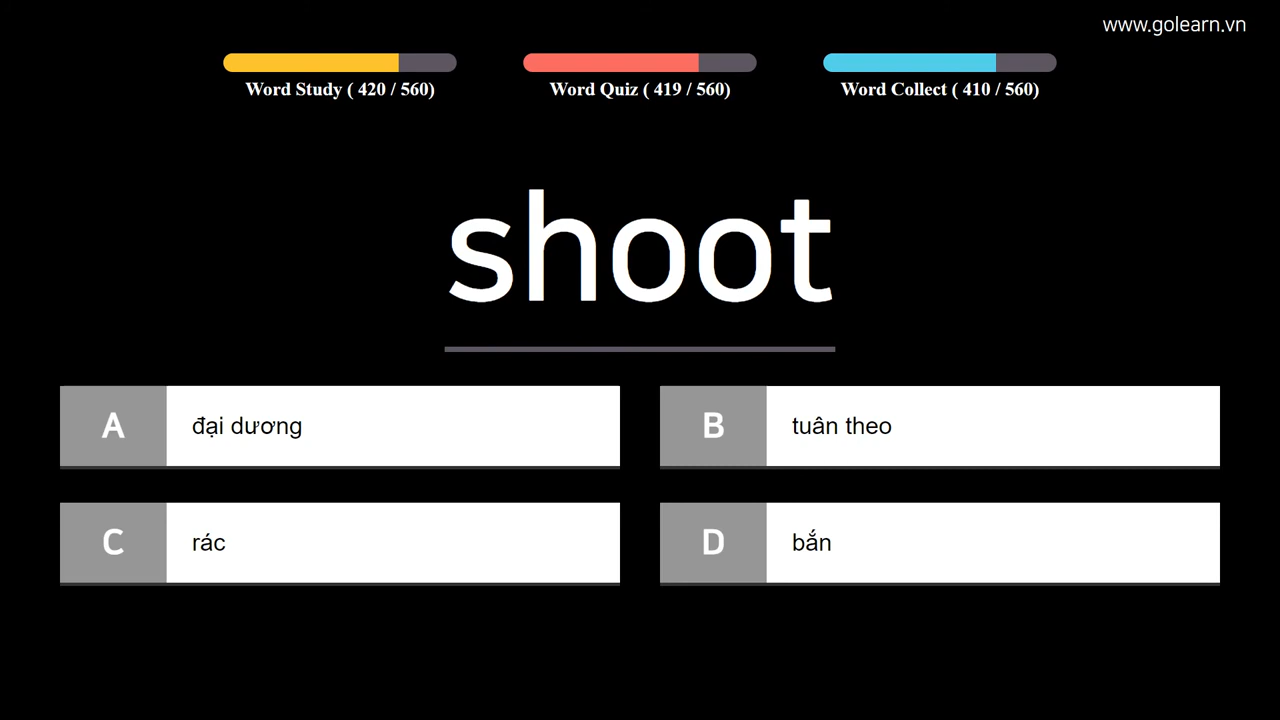 www.golearn.vn
Word Study ( 420 / 560)
Word Quiz ( 419 / 560)
Word Collect ( 410 / 560)
shoot
A đại dương
B tuân theo
C rác
D bắn